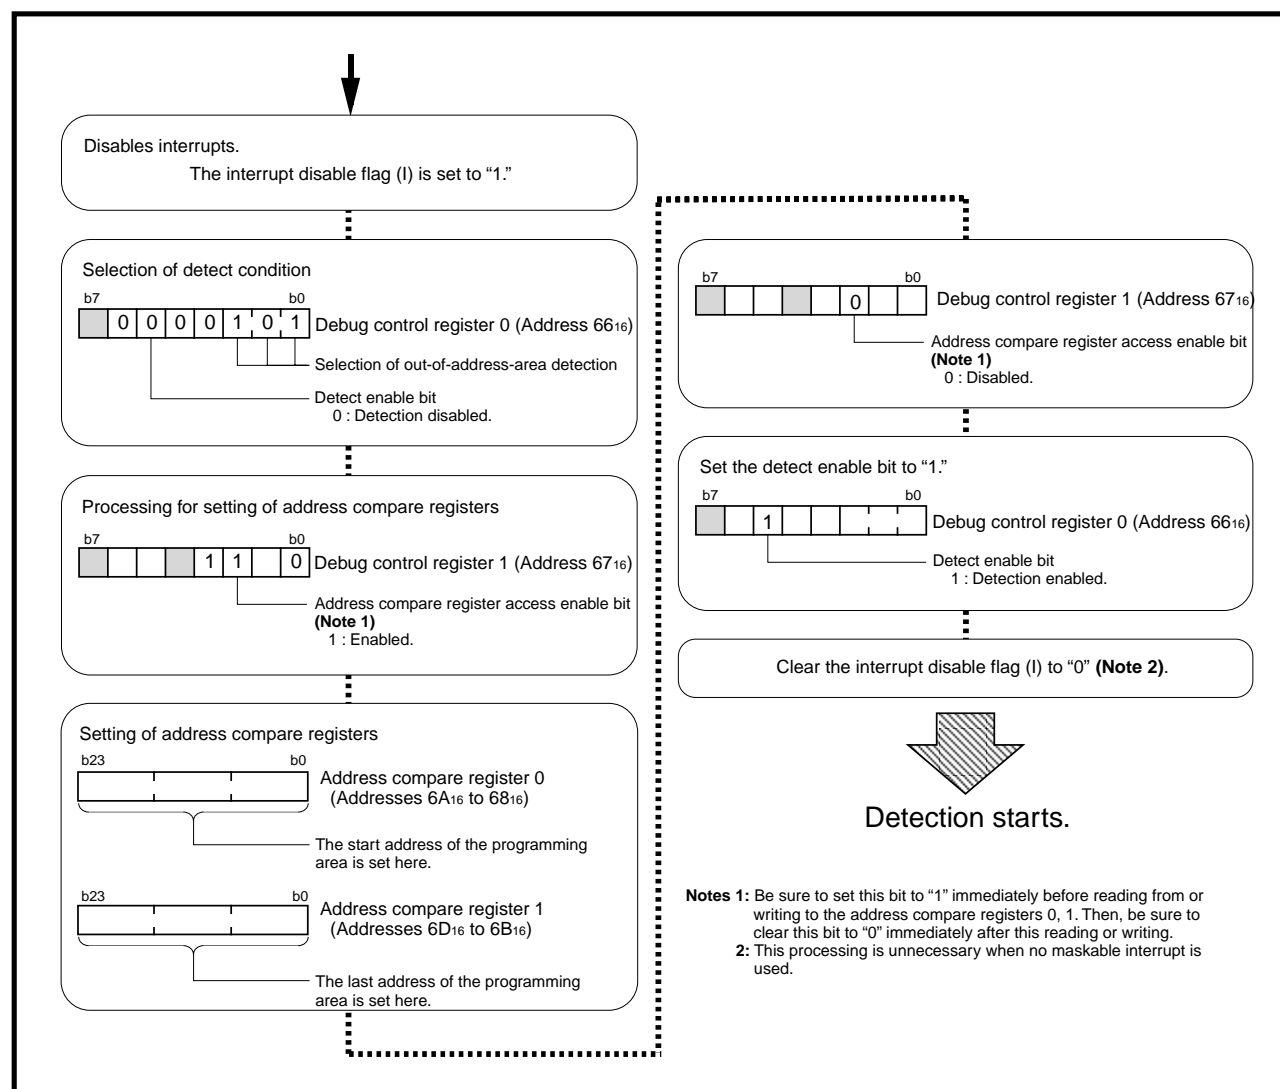 Disables interrupts.
The interrupt disable flag (I) is set to “1.”
Selection of detect condition
b7 b0
0 0 0 0 1 0 1 Debug control register 0 (Address 66₁₆)
Selection of out-of-address-area detection
Detect enable bit
0 : Detection disabled.
Processing for setting of address compare registers
b7 b0
1 1 0 Debug control register 1 (Address 67₁₆)
Address compare register access enable bit
(Note 1)
1 : Enabled.
Setting of address compare registers
b23 b0
Address compare register 0
(Addresses 6A₁₆ to 68₁₆)
The start address of the programming
area is set here.
b23 b0
Address compare register 1
(Addresses 6D₁₆ to 6B₁₆)
The last address of the programming
area is set here.
b7 b0
0 Debug control register 1 (Address 67₁₆)
Address compare register access enable bit
(Note 1)
0 : Disabled.
Set the detect enable bit to “1.”
b7 b0
1 Debug control register 0 (Address 66₁₆)
Detect enable bit
1 : Detection enabled.
Clear the interrupt disable flag (I) to “0” (Note 2).
Detection starts.
Notes 1: Be sure to set this bit to “1” immediately before reading from or
writing to the address compare registers 0, 1. Then, be sure to
clear this bit to “0” immediately after this reading or writing.
2: This processing is unnecessary when no maskable interrupt is
used.